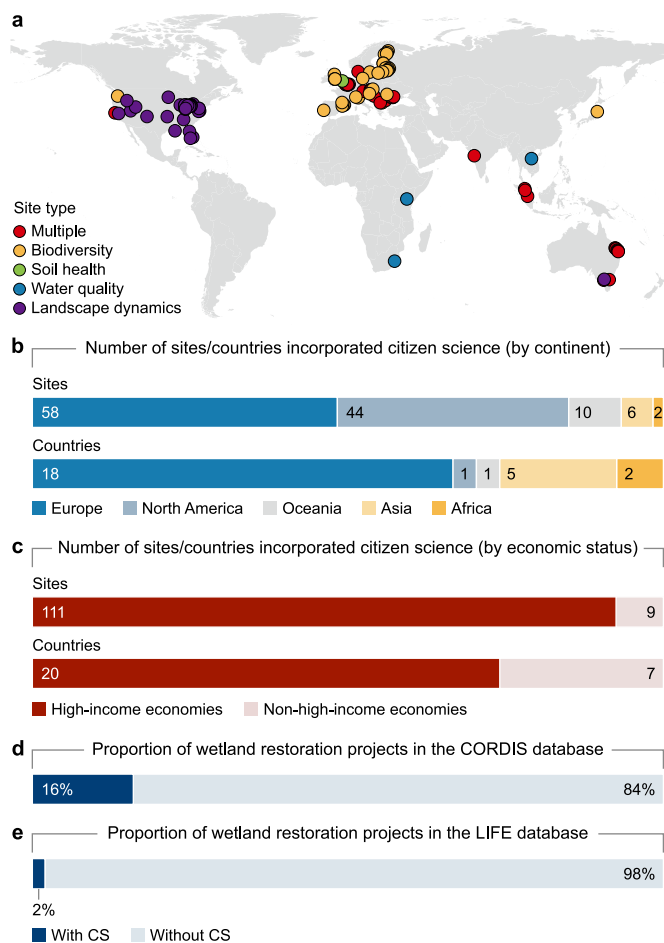 a
Site type
Multiple
Biodiversity
Soil health
Water quality
Landscape dynamics
b Number of sites/countries incorporated citizen science (by continent)
Sites
58 44 10 6 2
Countries
18 1 1 5 2
Europe North America Oceania Asia Africa
c Number of sites/countries incorporated citizen science (by economic status)
Sites
111 9
Countries
20 7
High-income economies Non-high-income economies
d Proportion of wetland restoration projects in the CORDIS database
16% 84%
e Proportion of wetland restoration projects in the LIFE database
98%
2%
With CS Without CS